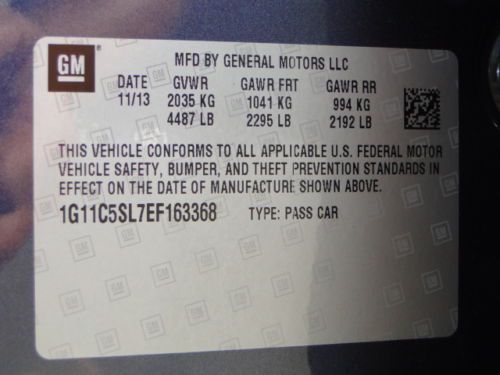 GM
MFD BY GENERAL MOTORS LLC
DATE GVWR GAWR FRT GAWR RR
11/13 2035 KG 1041 KG 994 KG
4487 LB 2295 LB 2192 LB
THIS VEHICLE CONFORMS TO ALL APPLICABLE U.S. FEDERAL MOTOR
VEHICLE SAFETY, BUMPER, AND THEFT PREVENTION STANDARDS IN
EFFECT ON THE DATE OF MANUFACTURE SHOWN ABOVE.
1G11C5SL7EF163368 TYPE: PASS CAR